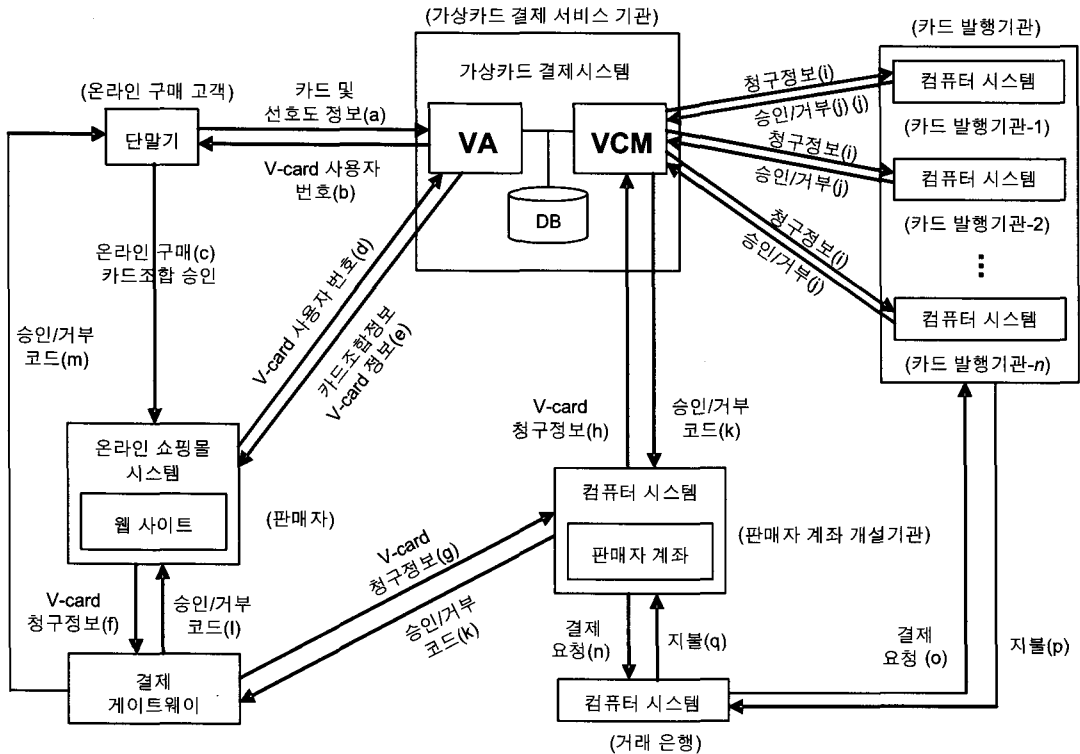 (가상카드 결제 서비스 기관)
가상카드 결제시스템
VA
VCM
DB
(온라인 구매 고객)
단말기
카드 및
선호도 정보(a)
V-card 사용자
번호(b)
온라인 구매(c)
카드조합 승인
V-card 사용자 번호(d)
카드조합정보
V-card 정보(e)
승인/거부
코드(m)
(카드 발행기관)
컴퓨터 시스템
(카드 발행기관-1)
컴퓨터 시스템
(카드 발행기관-2)
⋮
컴퓨터 시스템
(카드 발행기관-n)
청구정보(i)
승인/거부(j) (j)
청구정보(i)
승인/거부(j)
청구정보(i)
승인/거부(j)
온라인 쇼핑몰
시스템
웹 사이트
(판매자)
V-card
청구정보(h)
승인/거부
코드(k)
컴퓨터 시스템
판매자 계좌
(판매자 계좌 개설기관)
V-card
청구정보(f)
승인/거부
코드(l)
V-card
청구정보(g)
승인/거부
코드(k)
결제
게이트웨이
결제
요청(n)
지불(q)
컴퓨터 시스템
(거래 은행)
결제
요청 (o)
지불(p)